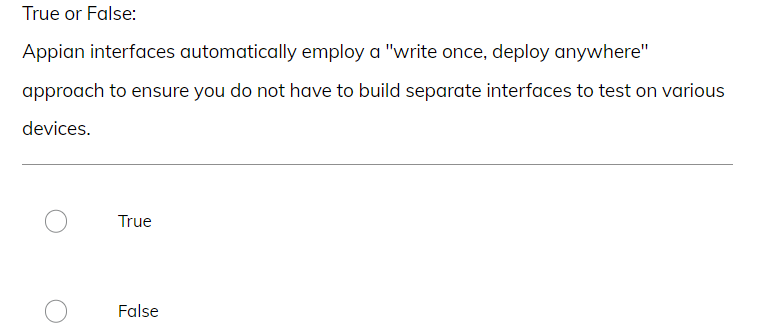 True or False:
Appian interfaces automatically employ a "write once, deploy anywhere"
approach to ensure you do not have to build separate interfaces to test on various
devices.
True
False